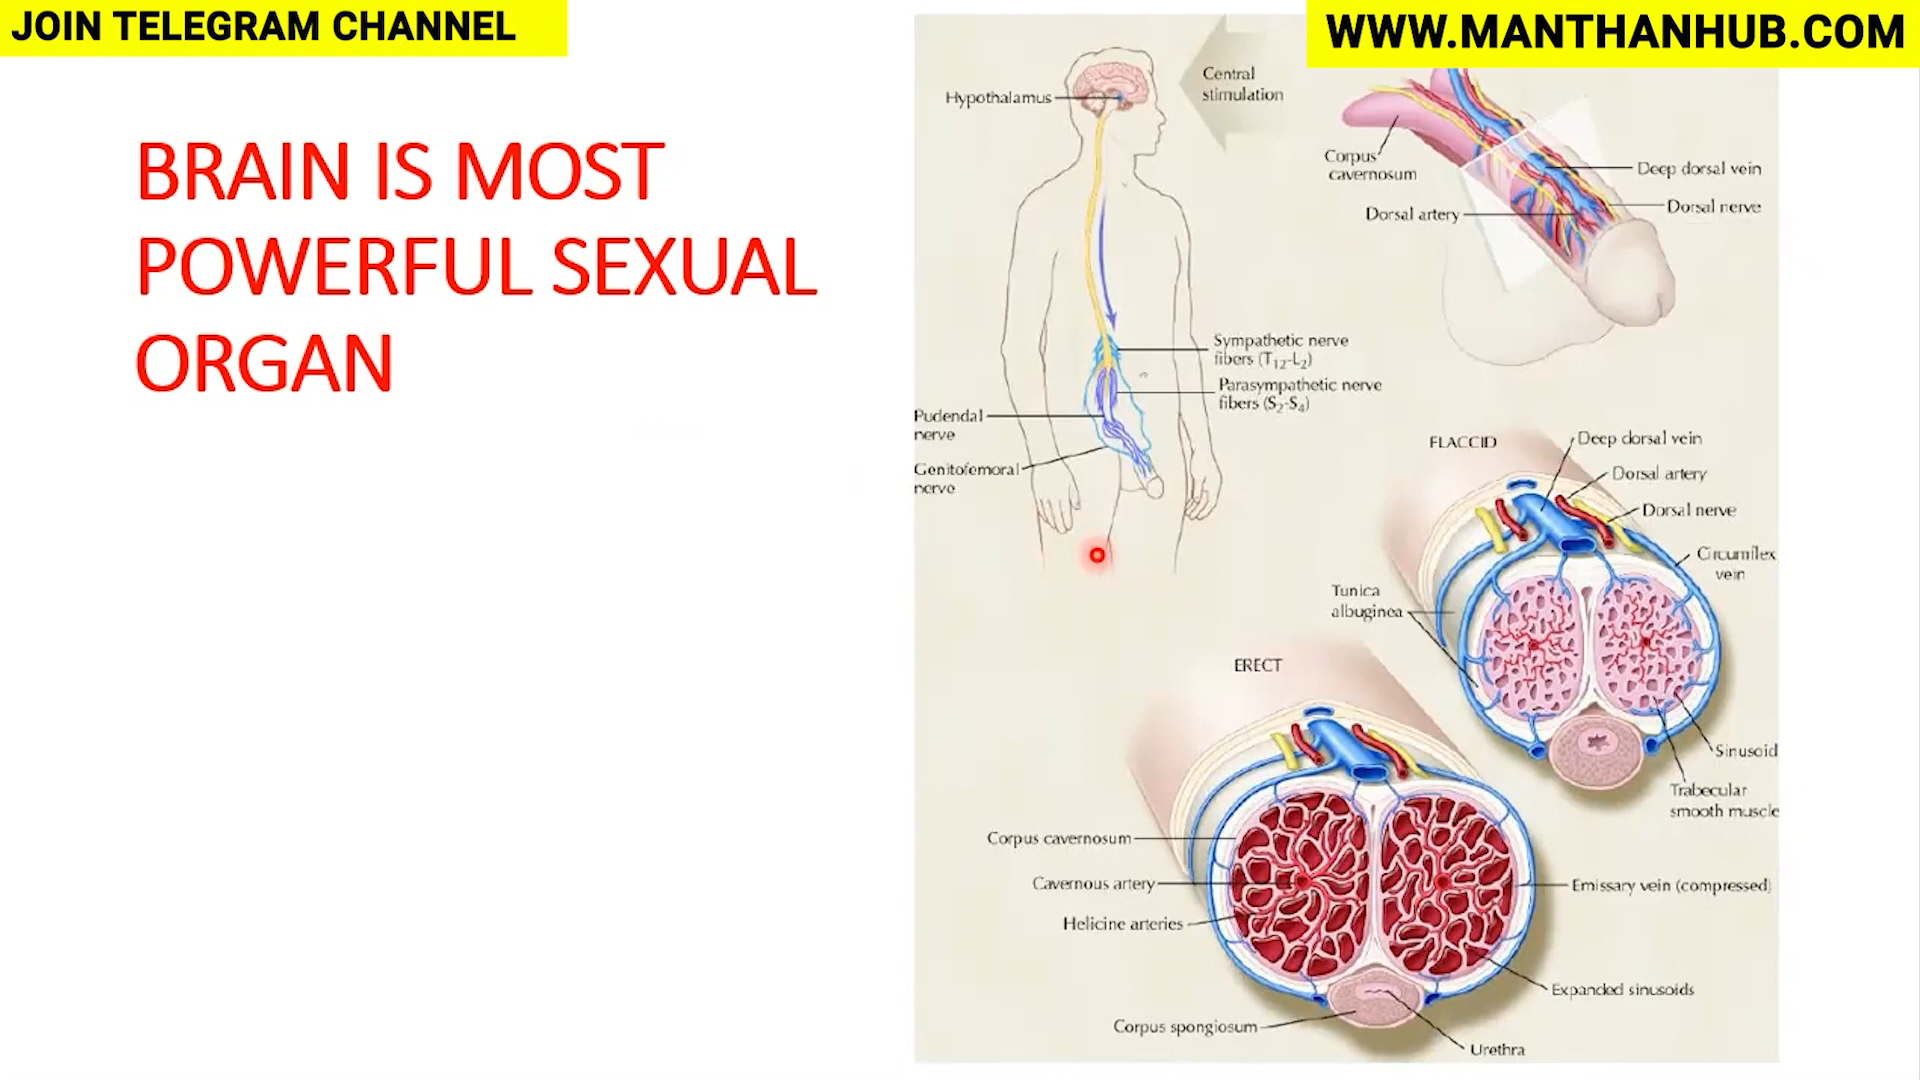 JOIN TELEGRAM CHANNEL
WWW.MANTHANHUB.COM
BRAIN IS MOST
POWERFUL SEXUAL
ORGAN
Hypothalamus
Central
stimulation
Sympathetic nerve
fibers (T12-L2)
Parasympathetic nerve
fibers (S2-S4)
Pudendal
nerve
Genitofemoral
nerve
Corpus
cavernosum
Dorsal artery
Deep dorsal vein
Dorsal nerve
FLACCID
Deep dorsal vein
Dorsal artery
Dorsal nerve
Circumflex
vein
Tunica
albuginea
Sinusoid
Trabecular
smooth muscle
ERECT
Corpus cavernosum
Cavernous artery
Helicine arteries
Corpus spongiosum
Emissary vein (compressed)
Expanded sinusoids
Urethra